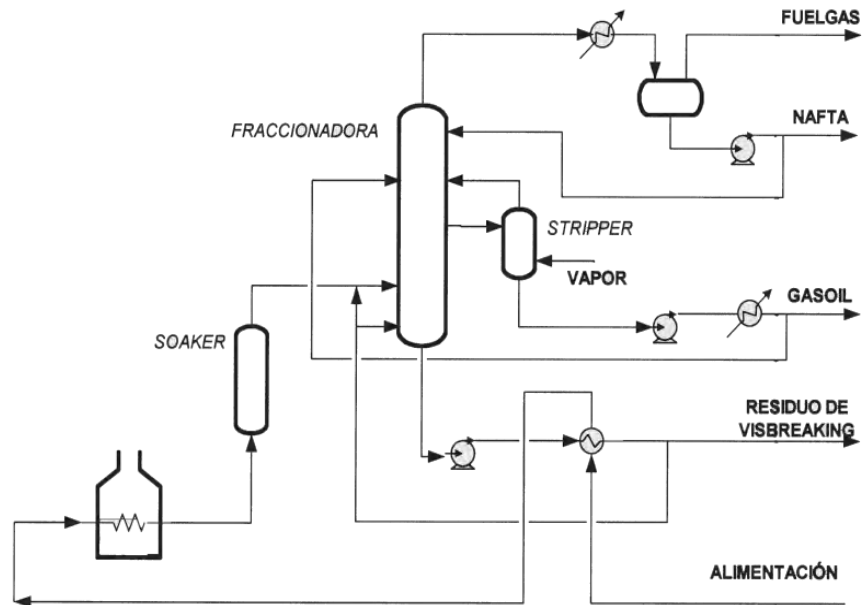 FUELGAS
NAFTA
FRACCIONADORA
STRIPPER
VAPOR
GASOIL
SOAKER
RESIDUO DE
VISBREAKING
ALIMENTACIÓN